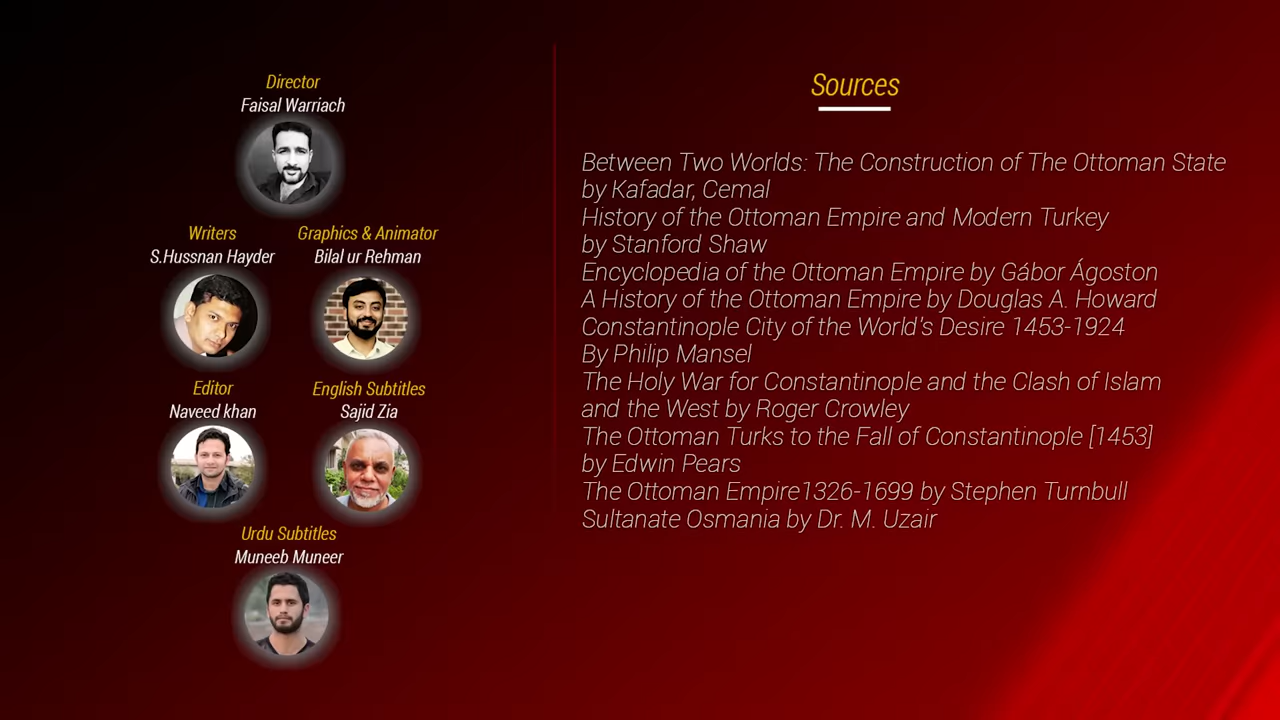 Director
Faisal Warriach
Writers
S.Hussnan Hayder
Graphics & Animator
Bilal ur Rehman
Editor
Naveed khan
English Subtitles
Sajid Zia
Urdu Subtitles
Muneeb Muneer
Sources
Between Two Worlds: The Construction of The Ottoman State
by Kafadar, Cemal
History of the Ottoman Empire and Modern Turkey
by Stanford Shaw
Encyclopedia of the Ottoman Empire by Gábor Ágoston
A History of the Ottoman Empire by Douglas A. Howard
Constantinople City of the World's Desire 1453-1924
By Philip Mansel
The Holy War for Constantinople and the Clash of Islam
and the West by Roger Crowley
The Ottoman Turks to the Fall of Constantinople [1453]
by Edwin Pears
The Ottoman Empire1326-1699 by Stephen Turnbull
Sultanate Osmania by Dr. M. Uzair